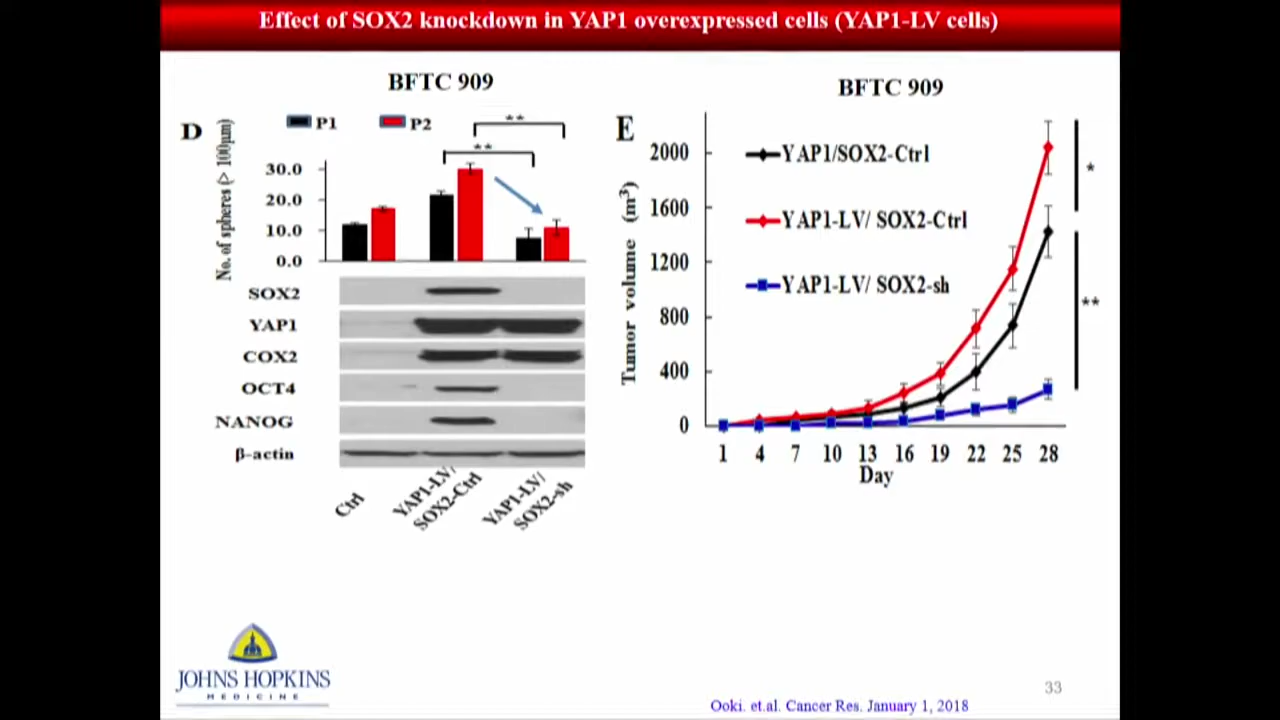 Effect of SOX2 knockdown in YAP1 overexpressed cells (YAP1-LV cells)
BFTC 909
D
P1
P2
**
**
No. of spheres (> 100μm)
30.0
20.0
10.0
0.0
SOX2
YAP1
COX2
OCT4
NANOG
β-actin
Ctrl
YAP1-LV/
SOX2-Ctrl
YAP1-LV/
SOX2-sh
BFTC 909
E
YAP1/SOX2-Ctrl
YAP1-LV/ SOX2-Ctrl
YAP1-LV/ SOX2-sh
*
**
Tumor volume (m³)
2000
1600
1200
800
400
0
1 4 7 10 13 16 19 22 25 28
Day
JOHNS HOPKINS
MEDICINE
33
Ooki. et.al. Cancer Res. January 1, 2018